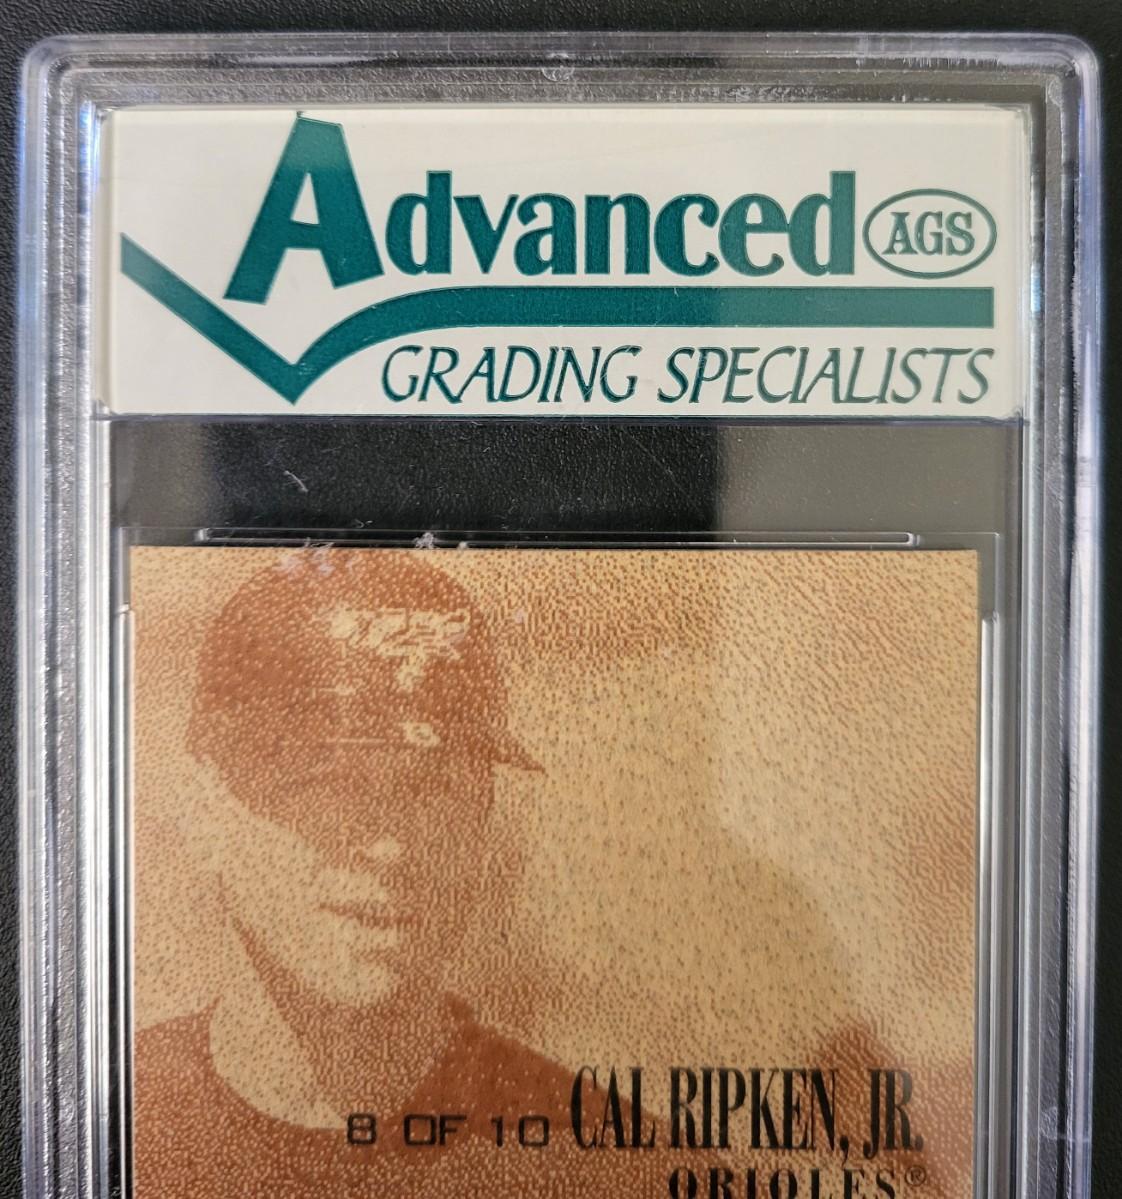 Advanced AGS
GRADING SPECIALISTS
8 OF 10 CAL RIPKEN, JR.
ORIOLES®